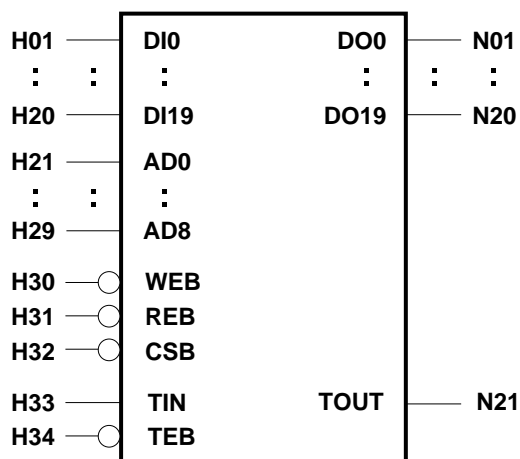 H01 DI0 DO0 N01
: : : : : :
H20 DI19 DO19 N20
H21 AD0
: : :
H29 AD8
H30 WEB
H31 REB
H32 CSB
H33 TIN TOUT N21
H34 TEB